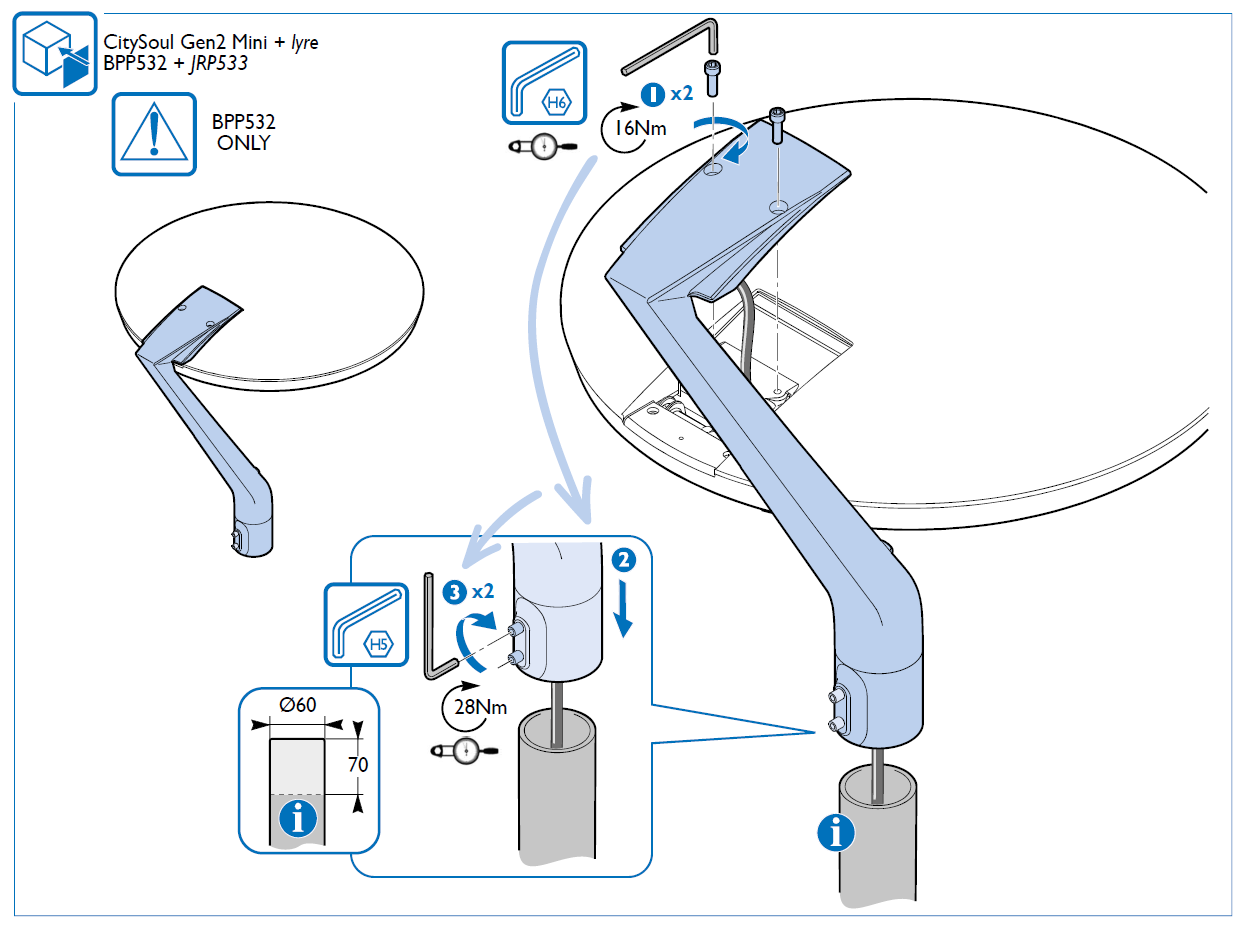 CitySoul Gen2 Mini + lyre
BPP532 + JRP533
BPP532
ONLY
H6
1 x2
16Nm
2
3 x2
H5
28Nm
Ø60
70
i
i